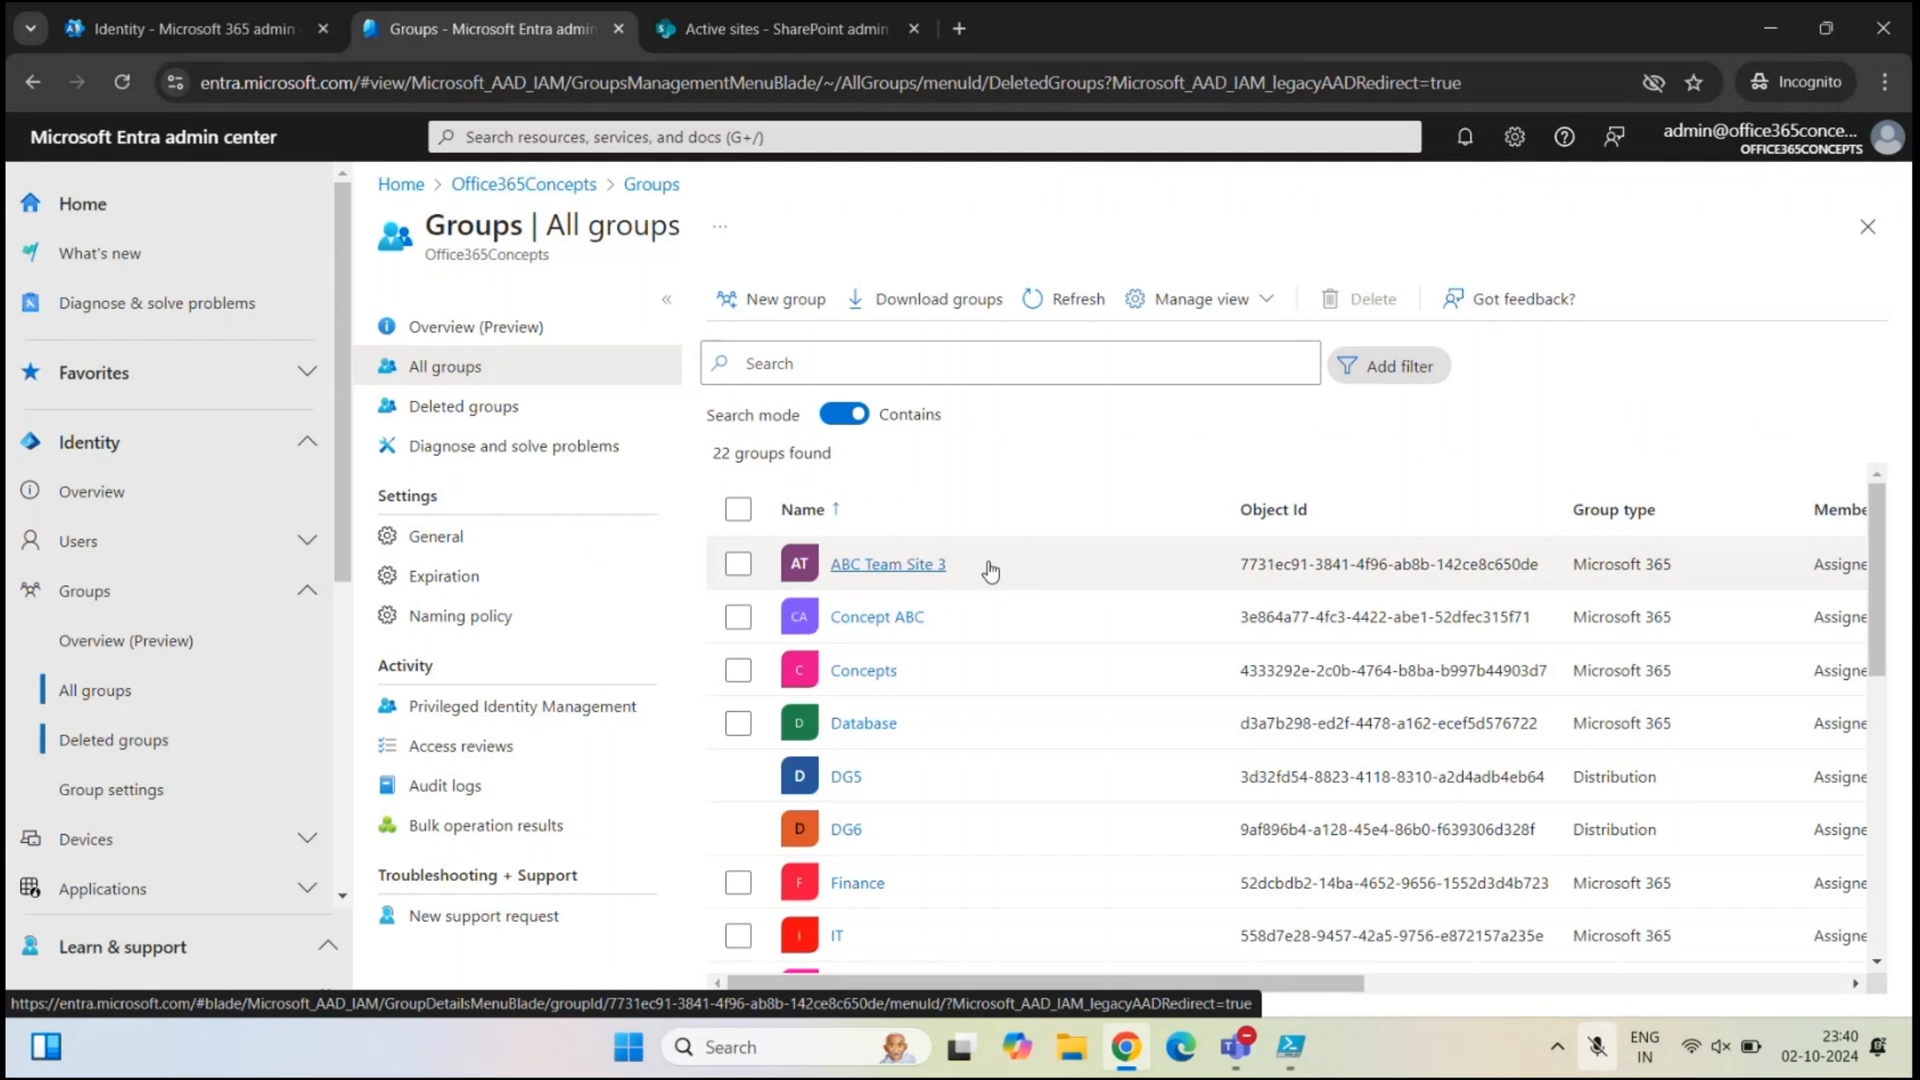 Identity - Microsoft 365 admin
Groups - Microsoft Entra admin
Active sites - SharePoint admin
entra.microsoft.com/#view/Microsoft_AAD_IAM/GroupsManagementMenuBlade/~/AllGroups/menuId/DeletedGroups?Microsoft_AAD_IAM_legacyAADRedirect=true
Incognito
Microsoft Entra admin center
Search resources, services, and docs (G+/)
admin@office365conce...
OFFICE365CONCEPTS
Home
What's new
Diagnose & solve problems
Favorites
Identity
Overview
Users
Groups
Overview (Preview)
All groups
Deleted groups
Group settings
Devices
Applications
Learn & support
Home > Office365Concepts > Groups
Groups | All groups ...
Office365Concepts
«
Overview (Preview)
All groups
Deleted groups
Diagnose and solve problems
Settings
General
Expiration
Naming policy
Activity
Privileged Identity Management
Access reviews
Audit logs
Bulk operation results
Troubleshooting + Support
New support request
New group Download groups Refresh Manage view Delete Got feedback?
Search
Add filter
Search mode Contains
22 groups found
Name ↑ Object Id Group type Membe
AT ABC Team Site 3 7731ec91-3841-4f96-ab8b-142ce8c650de Microsoft 365 Assigne
CA Concept ABC 3e864a77-4fc3-4422-abe1-52dfec315f71 Microsoft 365 Assigne
C Concepts 4333292e-2c0b-4764-b8ba-b997b44903d7 Microsoft 365 Assigne
D Database d3a7b298-ed2f-4478-a162-ecef5d576722 Microsoft 365 Assigne
D DG5 3d32fd54-8823-4118-8310-a2d4adb4eb64 Distribution Assigne
D DG6 9af896b4-a128-45e4-86b0-f639306d328f Distribution Assigne
F Finance 52dcbdb2-14ba-4652-9656-1552d3d4b723 Microsoft 365 Assigne
I IT 558d7e28-9457-42a5-9756-e872157a235e Microsoft 365 Assigne
https://entra.microsoft.com/#blade/Microsoft_AAD_IAM/GroupDetailsMenuBlade/groupId/7731ec91-3841-4f96-ab8b-142ce8c650de/menuId/?Microsoft_AAD_IAM_legacyAADRedirect=true
Search
ENG
IN
23:40
02-10-2024